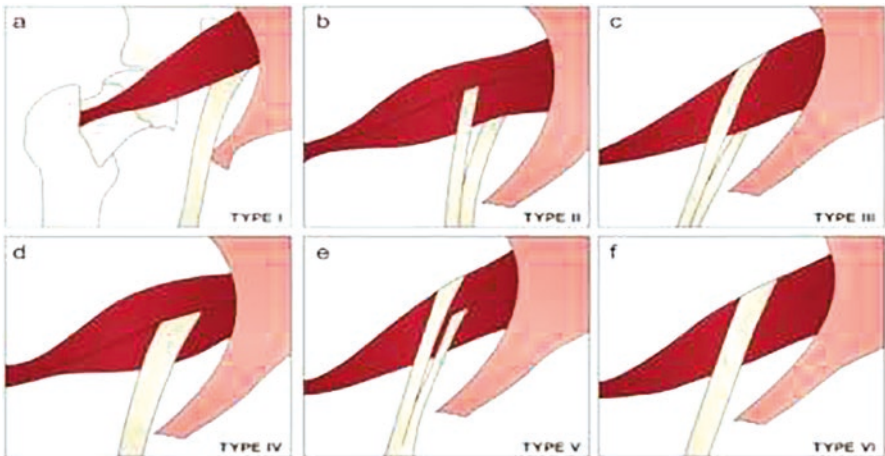 a
TYPE I
b
TYPE II
c
TYPE III
d
TYPE IV
e
TYPE V
f
TYPE VI